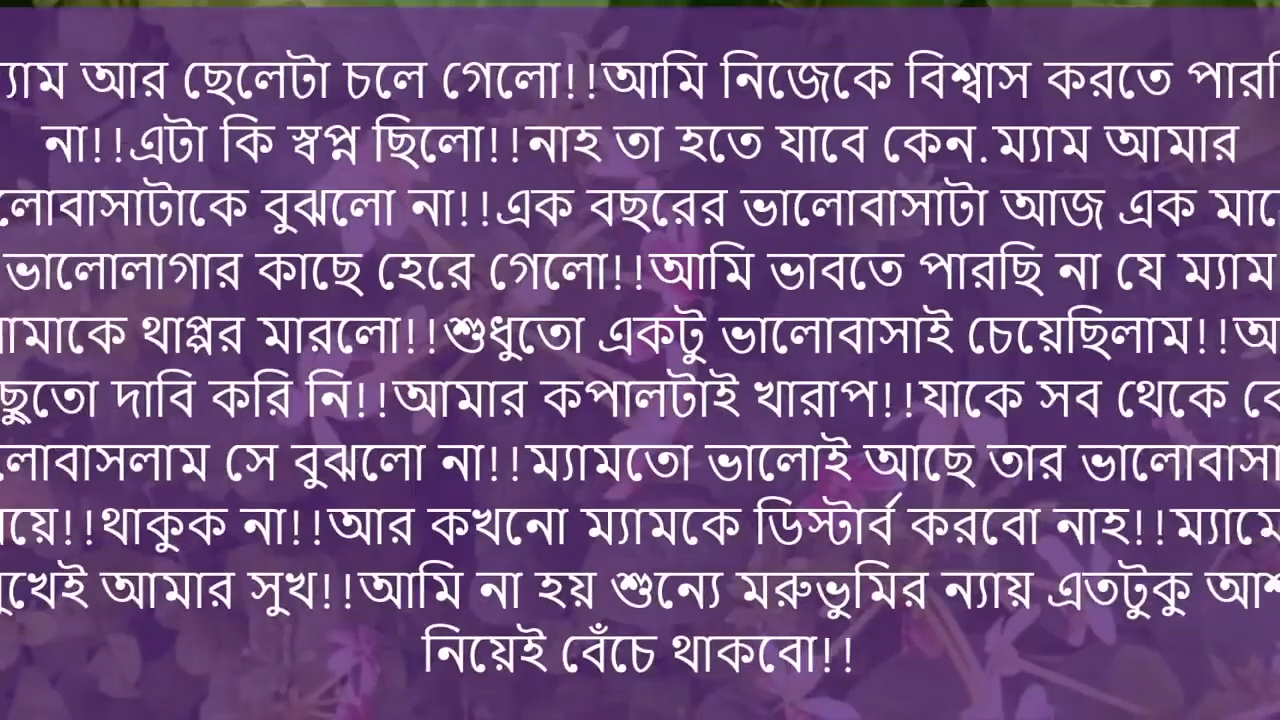 আর ছেলেটা চলে গেলো!!আমি নিজেকে বিশ্বাস করতে
না!!এটা কি স্বপ্ন ছিলো!!নাহ তা হতে যাবে কেন.ম্যাম আমার
বুঝলো না!!এক বছরের ভালোবাসাটা আজ এক
ভালোলাগার কাছে হেরে গেলো!!আমি ভাবতে পারছি না যে ম্যাম
থাপ্পর মারলো!!শুধুতো একটু ভালোবাসাই চেয়েছিলাম!!
দাবি করি নি!!আমার কপালটাই খারাপ!!যাকে সব থেকে
সে বুঝলো না!!ম্যামতো ভালোই আছে তার
থাকুক না!!আর কখনো ম্যামকে ডিস্টার্ব করবো নাহ!!
আমার সুখ!!আমি না হয় শুন্যে মরুভুমির ন্যায় এতটুকু
নিয়েই বেঁচে থাকবো!!